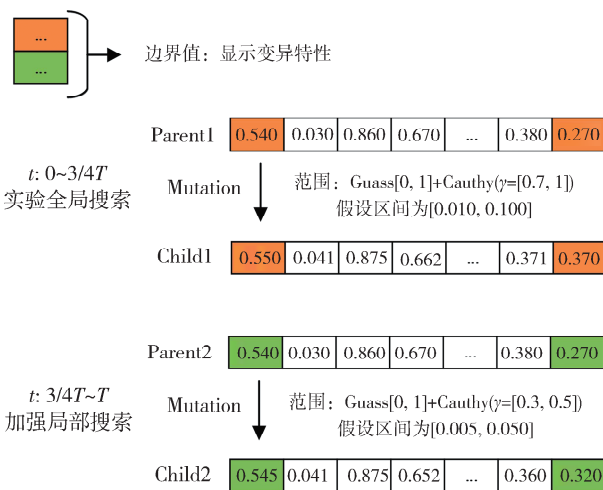 ...
...
边界值：显示变异特性
Parent1 0.540 0.030 0.860 0.670 ... 0.380 0.270
t: 0~3/4T
实验全局搜索
Mutation
范围：Guass[0, 1]+Cauthy(γ=[0.7, 1])
假设区间为[0.010, 0.100]
Child1 0.550 0.041 0.875 0.662 ... 0.371 0.370
Parent2 0.540 0.030 0.860 0.670 ... 0.380 0.270
t: 3/4T~T
加强局部搜索
Mutation
范围：Guass[0, 1]+Cauthy(γ=[0.3, 0.5])
假设区间为[0.005, 0.050]
Child2 0.545 0.041 0.875 0.652 ... 0.360 0.320